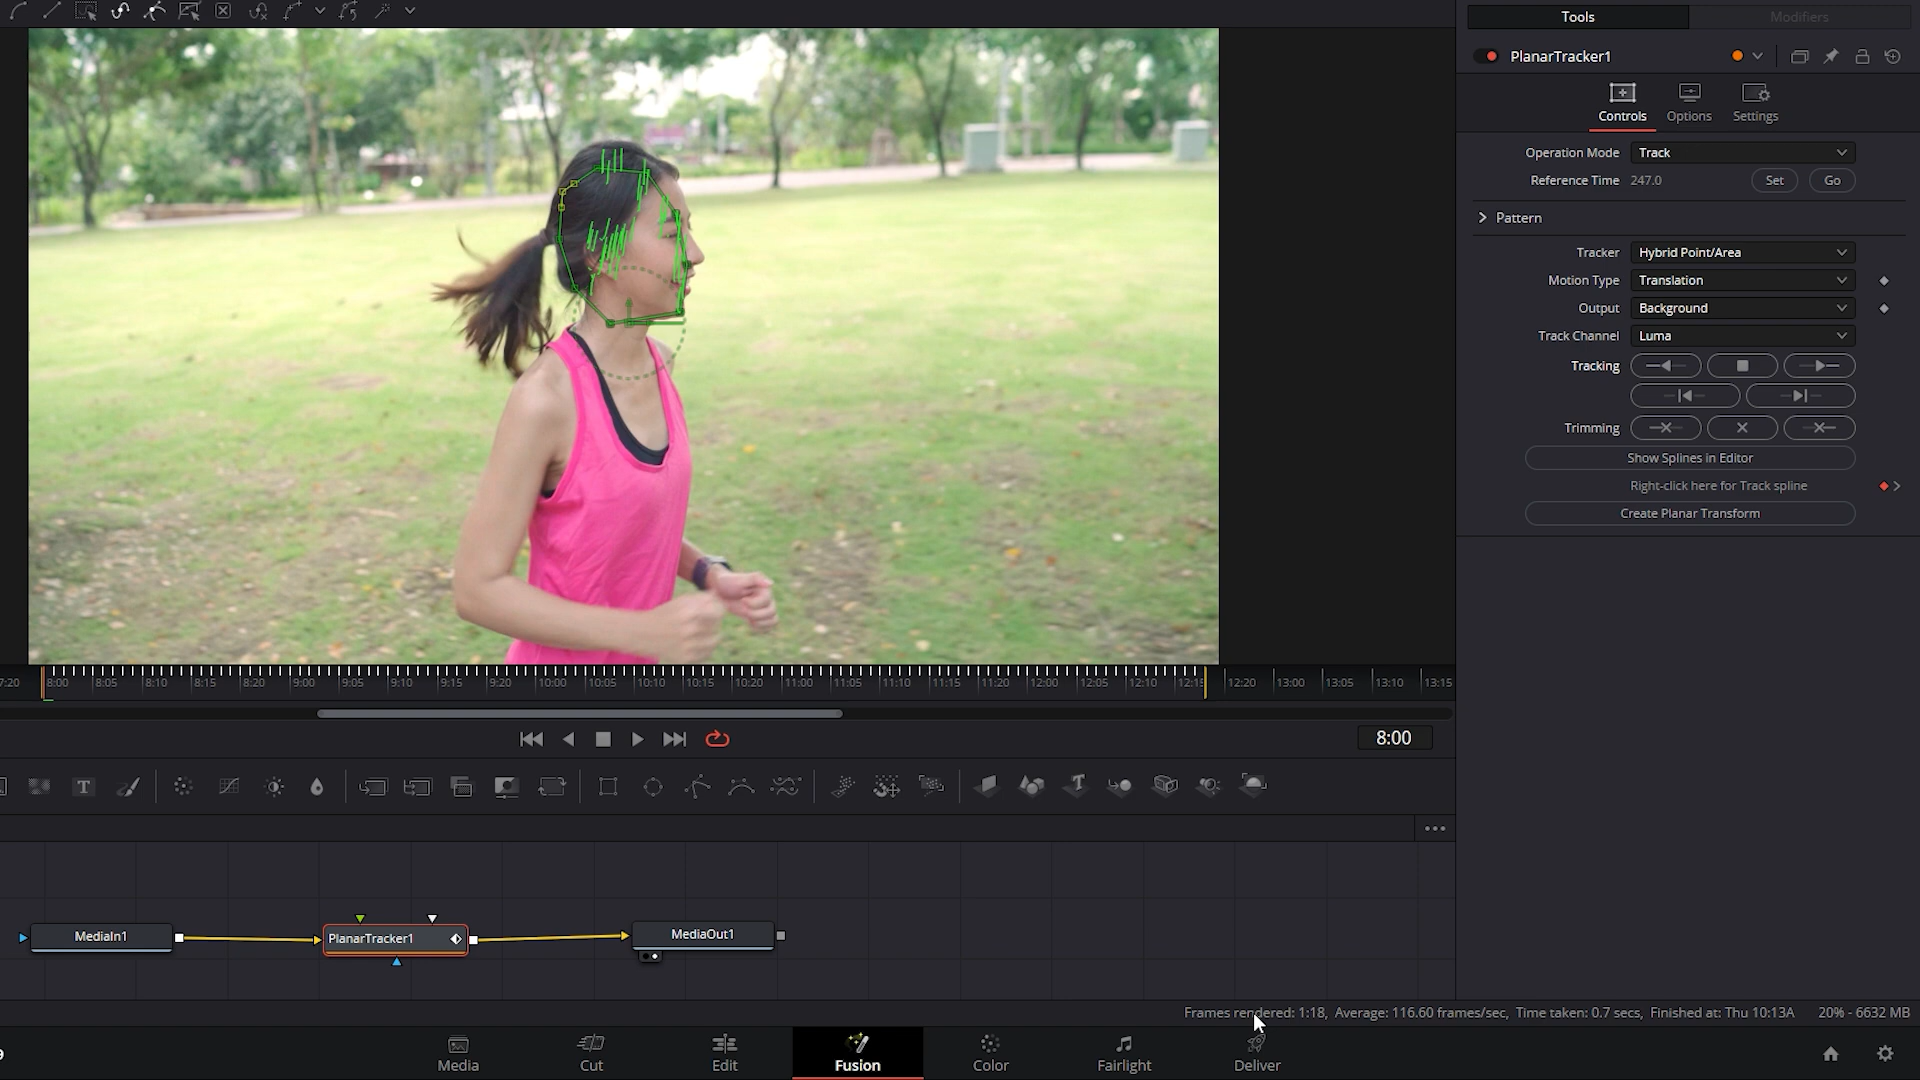 Tools
Modifiers
PlanarTracker1
Controls
Options
Settings
Operation Mode
Track
Reference Time
247.0
Set
Go
Pattern
Tracker
Hybrid Point/Area
Motion Type
Translation
Output
Background
Track Channel
Luma
Tracking
Trimming
Show Splines in Editor
Right-click here for Track spline
Create Planar Transform
7:20 8:00 8:05 8:10 8:15 8:20 9:00 9:05 9:10 9:15 9:20 10:00 10:05 10:10 10:15 10:20 11:00 11:05 11:10 11:15 11:20 12:00 12:05 12:10 12:15 12:20 13:00 13:05 13:10 13:15
8:00
T
MediaIn1
PlanarTracker1
MediaOut1
Frames rendered: 1:18, Average: 116.60 frames/sec, Time taken: 0.7 secs, Finished at: Thu 10:13A
20% - 6632 MB
Media
Cut
Edit
Fusion
Color
Fairlight
Deliver